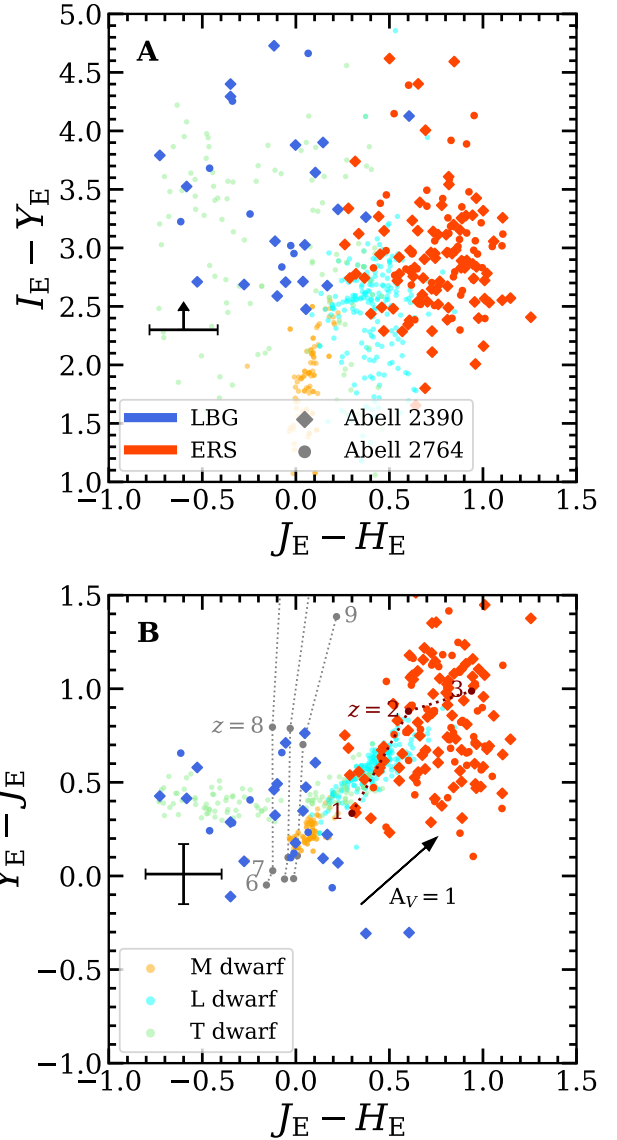 A
5.0
4.5
4.0
3.5
3.0
2.5
2.0
1.5
1.0
I_E − Y_E
LBG
ERS
Abell 2390
Abell 2764
−1.0 −0.5 0.0 0.5 1.0 1.5
J_E − H_E
B
1.5
1.0
0.5
0.0
−0.5
−1.0
Y_E − J_E
9
z = 8
7
6
z = 2
3
1
A_V = 1
M dwarf
L dwarf
T dwarf
−1.0 −0.5 0.0 0.5 1.0 1.5
J_E − H_E